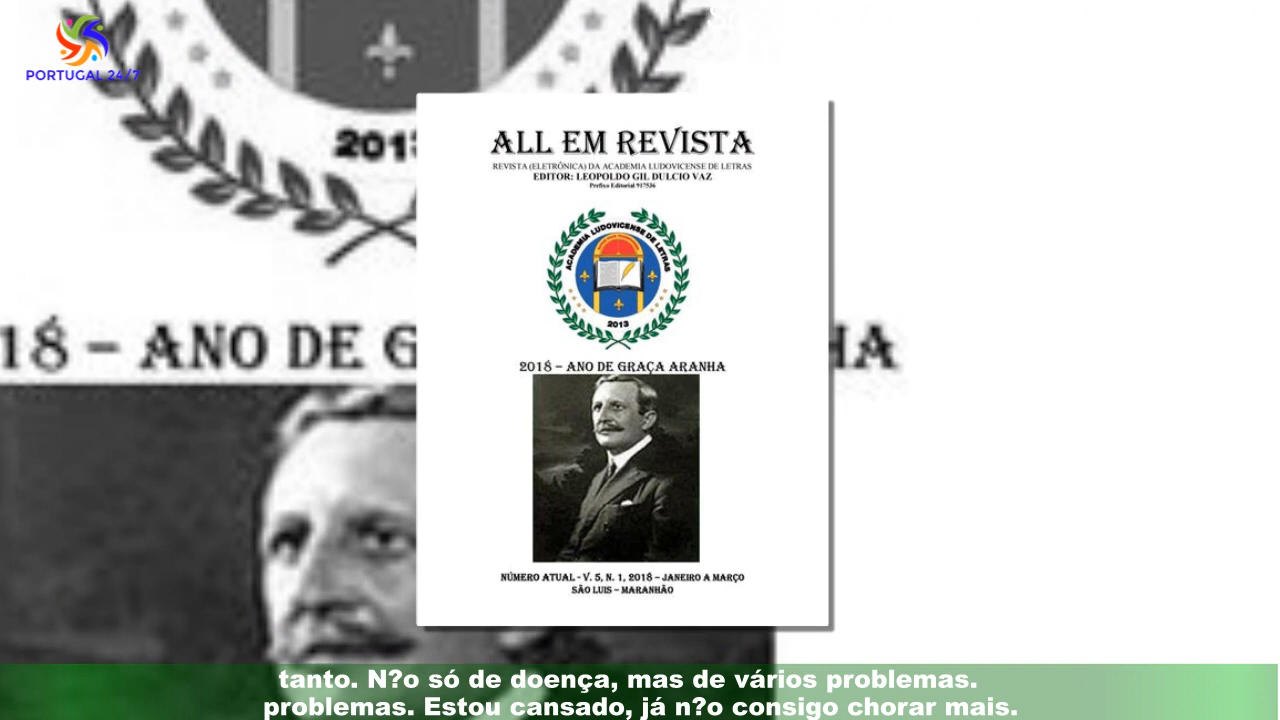 PORTUGAL 24/7
2013
18 – ANO DE G
HA
ALL EM REVISTA
REVISTA (ELETRÔNICA) DA ACADEMIA LUDOVICENSE DE LETRAS
EDITOR: LEOPOLDO GIL DULCIO VAZ
Prefixo Editorial 917536
ACADEMIA LUDOVICENSE DE LETRAS
2013
2018 – ANO DE GRAÇA ARANHA
NÚMERO ATUAL - V. 5, N. 1, 2018 – JANEIRO A MARÇO
SÃO LUIS – MARANHÃO
tanto. N?o só de doença, mas de vários problemas.
problemas. Estou cansado, já n?o consigo chorar mais.